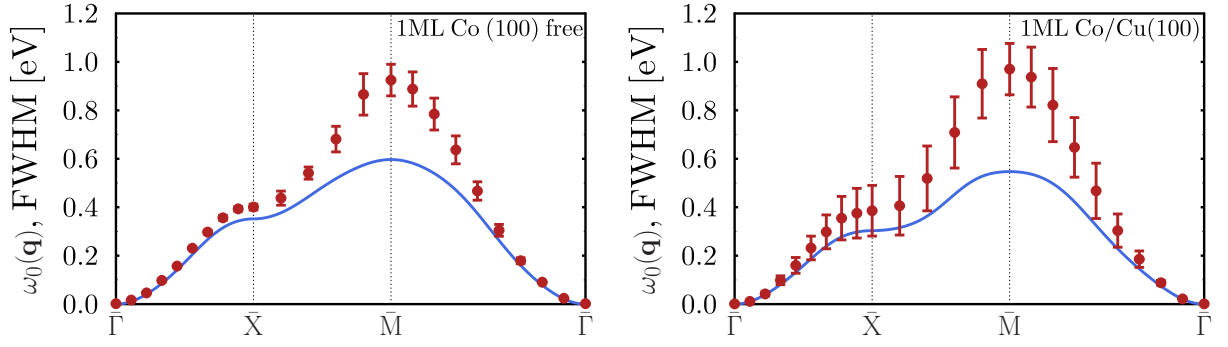 1.2
1.0
0.8
0.6
0.4
0.2
0.0
ω₀(𝐪), FWHM [eV]
1ML Co (100) free
Γ̄ X̄ M̄ Γ̄
1.2
1.0
0.8
0.6
0.4
0.2
0.0
ω₀(𝐪), FWHM [eV]
1ML Co/Cu(100)
Γ̄ X̄ M̄ Γ̄